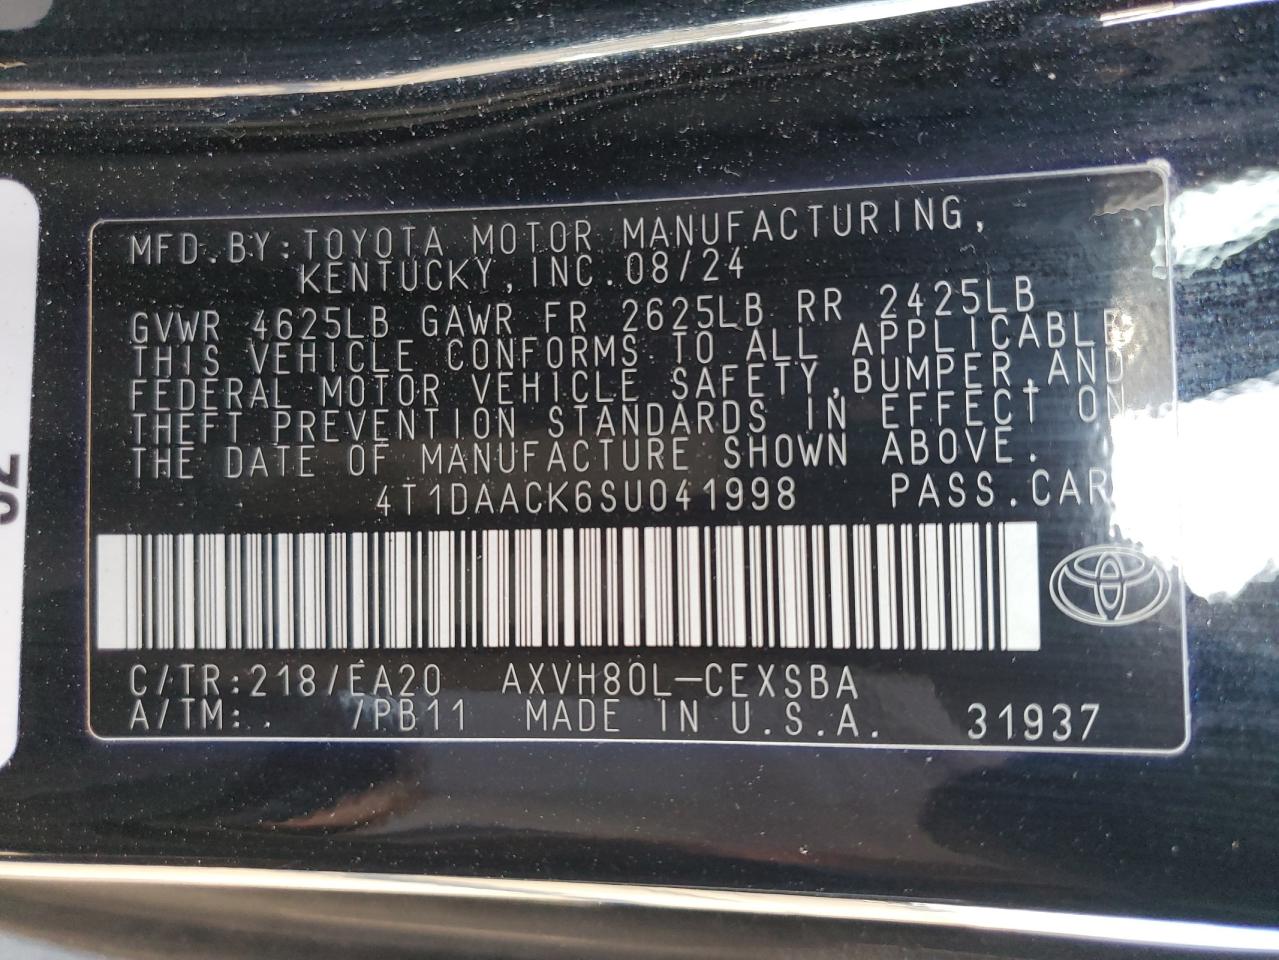 MFD.BY:TOYOTA MOTOR MANUFACTURING,
KENTUCKY,INC.08/24
GVWR 4625LB GAWR FR 2625LB RR 2425LB
THIS VEHICLE CONFORMS TO ALL APPLICABLE
FEDERAL MOTOR VEHICLE SAFETY,BUMPER,AND
THEFT PREVENTION STANDARDS IN EFFECT ON
THE DATE OF MANUFACTURE SHOWN ABOVE.
4T1DAACK6SU041998 PASS.CAR
C/TR:218/EA20 AXVH80L-CEXSBA
A/TM:. /PB11 MADE IN U.S.A. 31937